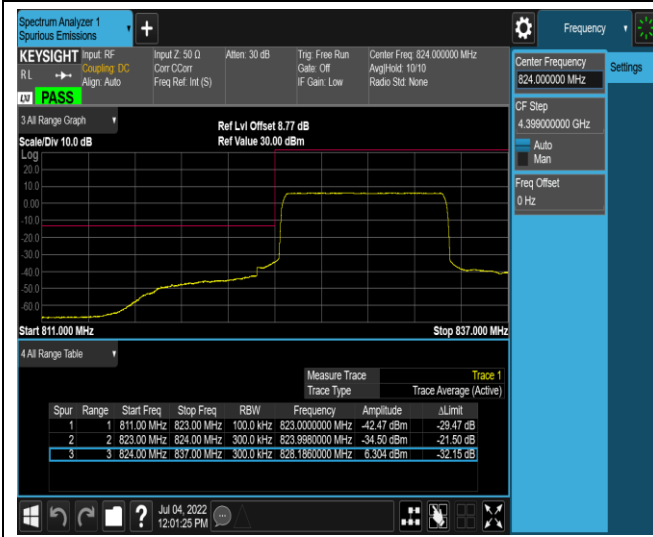 Spectrum Analyzer 1
Spurious Emissions
+
Frequency
KEYSIGHT
RL
LXI PASS
Input: RF
Coupling: DC
Align: Auto
Input Z: 50 Ω
Corr CCorr
Freq Ref: Int (S)
Atten: 30 dB
Trig: Free Run
Gate: Off
IF Gain: Low
Center Freq: 824.000000 MHz
Avg|Hold: 10/10
Radio Std: None
Center Frequency
824.000000 MHz
Settings
CF Step
4.399000000 GHz
Auto
Man
Freq Offset
0 Hz
3 All Range Graph
Scale/Div 10.0 dB
Ref Lvl Offset 8.77 dB
Ref Value 30.00 dBm
Log
20.0
10.0
0.00
-10.0
-20.0
-30.0
-40.0
-50.0
-60.0
Start 811.000 MHz
Stop 837.000 MHz
4 All Range Table
Measure Trace Trace 1
Trace Type Trace Average (Active)
Spur Range Start Freq Stop Freq RBW Frequency Amplitude ΔLimit
1 1 811.00 MHz 823.00 MHz 100.0 kHz 823.0000000 MHz -42.47 dBm -29.47 dB
2 2 823.00 MHz 824.00 MHz 300.0 kHz 823.9980000 MHz -34.50 dBm -21.50 dB
3 3 824.00 MHz 837.00 MHz 300.0 kHz 828.1860000 MHz 6.304 dBm -32.15 dB
?
Jul 04, 2022
12:01:25 PM